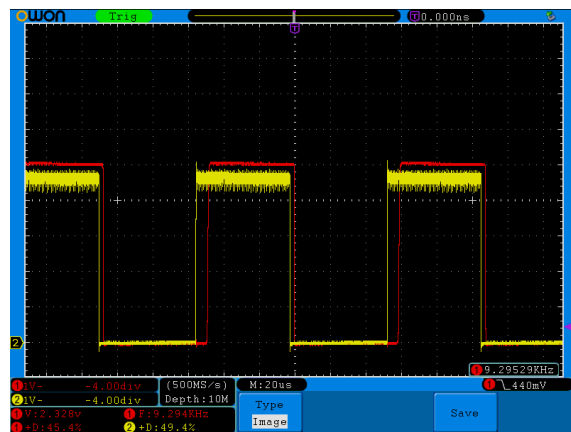 owon Trig T 0.000ns
T
2
1 9.29529KHz
1 1V~ -4.00div (500MS/s) M:20us 1 440mV
2 1V~ -4.00div Depth:10M
1 V:2.328v 1 F:9.294KHz Type Save
1 +D:45.4% 2 +D:49.4% Image